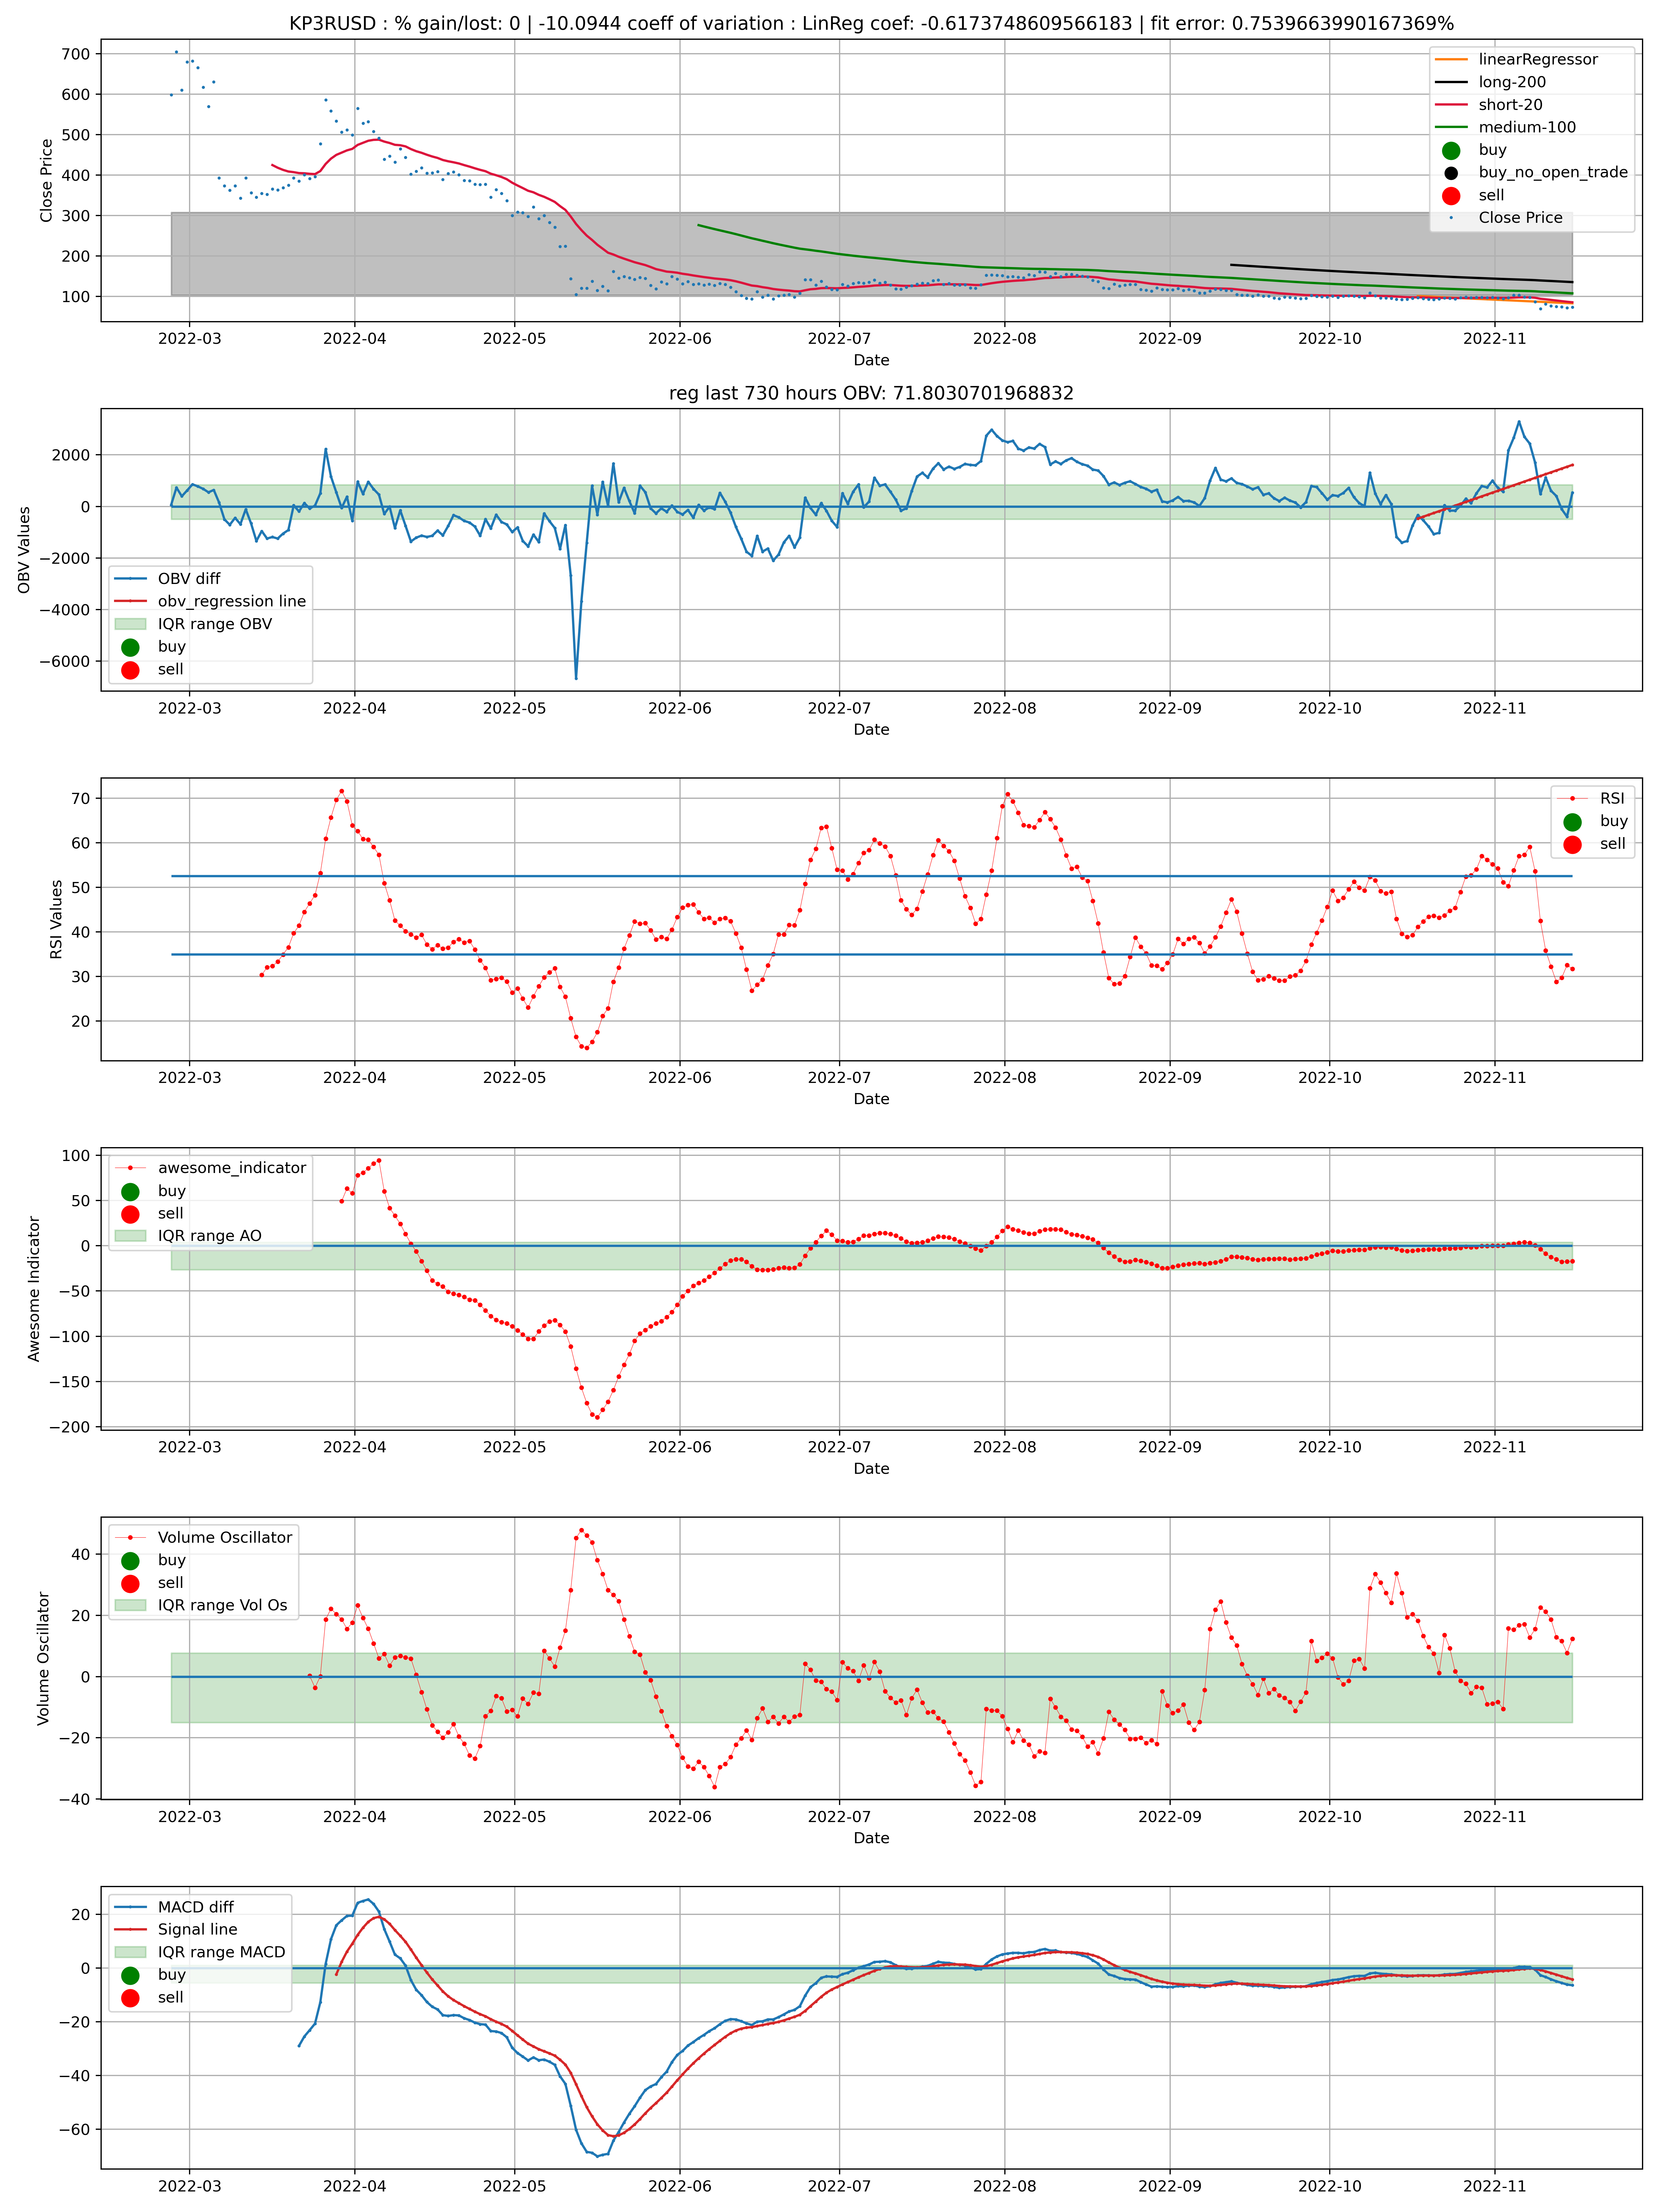 KP3RUSD : % gain/lost: 0 | -10.0944 coeff of variation : LinReg coef: -0.6173748609566183 | fit error: 0.7539663990167369%
700
600
500
400
300
200
100
Close Price
linearRegressor
long-200
short-20
medium-100
buy
buy_no_open_trade
sell
Close Price
2022-03 2022-04 2022-05 2022-06 2022-07 2022-08 2022-09 2022-10 2022-11
Date
reg last 730 hours OBV: 71.8030701968832
2000
0
−2000
−4000
−6000
OBV Values
OBV diff
obv_regression line
IQR range OBV
buy
sell
2022-03 2022-04 2022-05 2022-06 2022-07 2022-08 2022-09 2022-10 2022-11
Date
70
60
50
40
30
20
RSI Values
RSI
buy
sell
2022-03 2022-04 2022-05 2022-06 2022-07 2022-08 2022-09 2022-10 2022-11
Date
100
50
0
−50
−100
−150
−200
Awesome Indicator
awesome_indicator
buy
sell
IQR range AO
2022-03 2022-04 2022-05 2022-06 2022-07 2022-08 2022-09 2022-10 2022-11
Date
40
20
0
−20
−40
Volume Oscillator
Volume Oscillator
buy
sell
IQR range Vol Os
2022-03 2022-04 2022-05 2022-06 2022-07 2022-08 2022-09 2022-10 2022-11
Date
20
0
−20
−40
−60
MACD diff
Signal line
IQR range MACD
buy
sell
2022-03 2022-04 2022-05 2022-06 2022-07 2022-08 2022-09 2022-10 2022-11